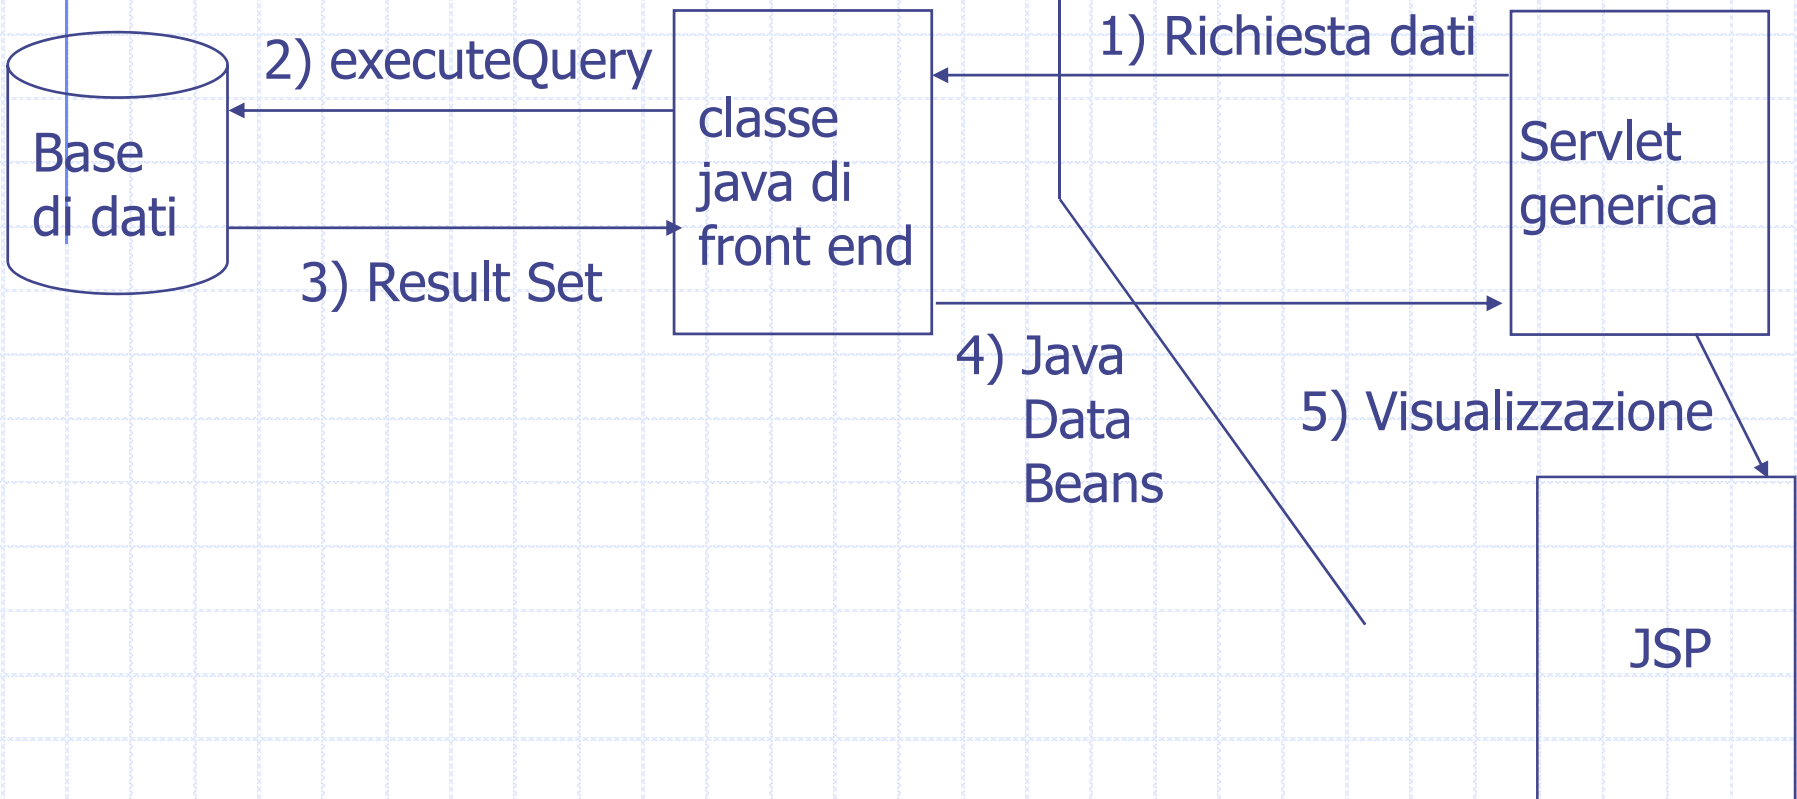 1) Richiesta dati
2) executeQuery
classe
java di
front end
Base
di dati
Servlet
generica
3) Result Set
4) Java
Data
Beans
5) Visualizzazione
JSP